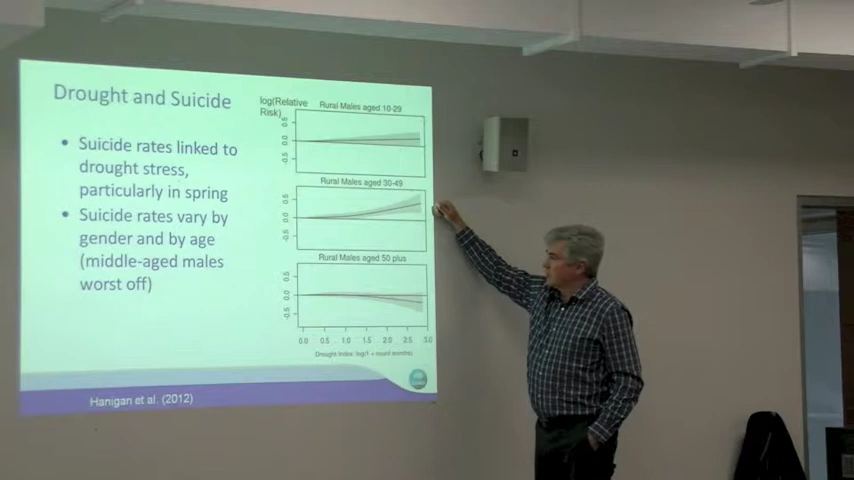 Drought and Suicide
• Suicide rates linked to
drought stress,
particularly in spring
• Suicide rates vary by
gender and by age
(middle-aged males
worst off)
Hanigan et al. (2012)
log(Relative
Risk)
Rural Males aged 10-29
0.5
0.0
-0.5
Rural Males aged 30-49
0.5
0.0
-0.5
Rural Males aged 50 plus
0.5
0.0
-0.5
0.0 0.5 1.0 1.5 2.0 2.5 3.0
Drought Index: log(1 + months)